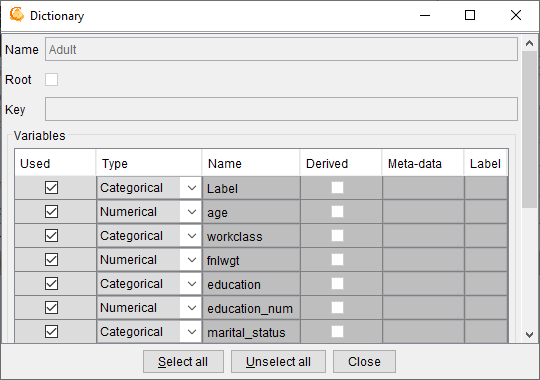 Dictionary
Name Adult
Root
Key
Variables
Used Type Name Derived Meta-data Label
Categorical Label
Numerical age
Categorical workclass
Numerical fnlwgt
Categorical education
Numerical education_num
Categorical marital_status
Select all Unselect all Close